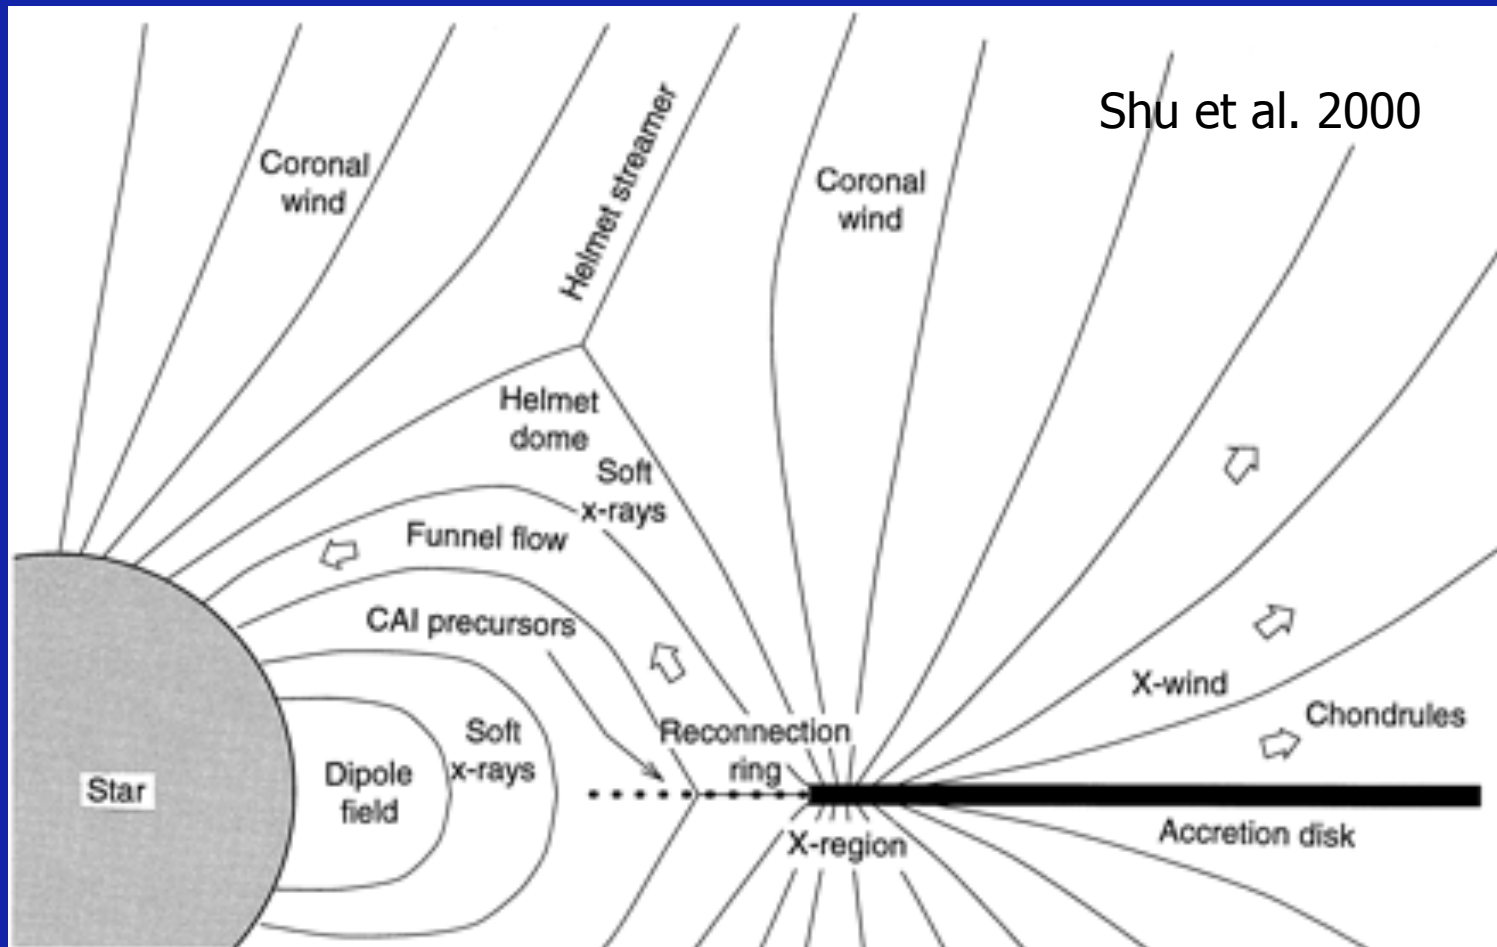 Shu et al. 2000
Coronal
wind
Helmet streamer
Coronal
wind
Helmet
dome
Soft
x-rays
Funnel flow
CAI precursors
X-wind
Chondrules
Reconnection
ring
Soft
x-rays
Dipole
field
Star
X-region
Accretion disk